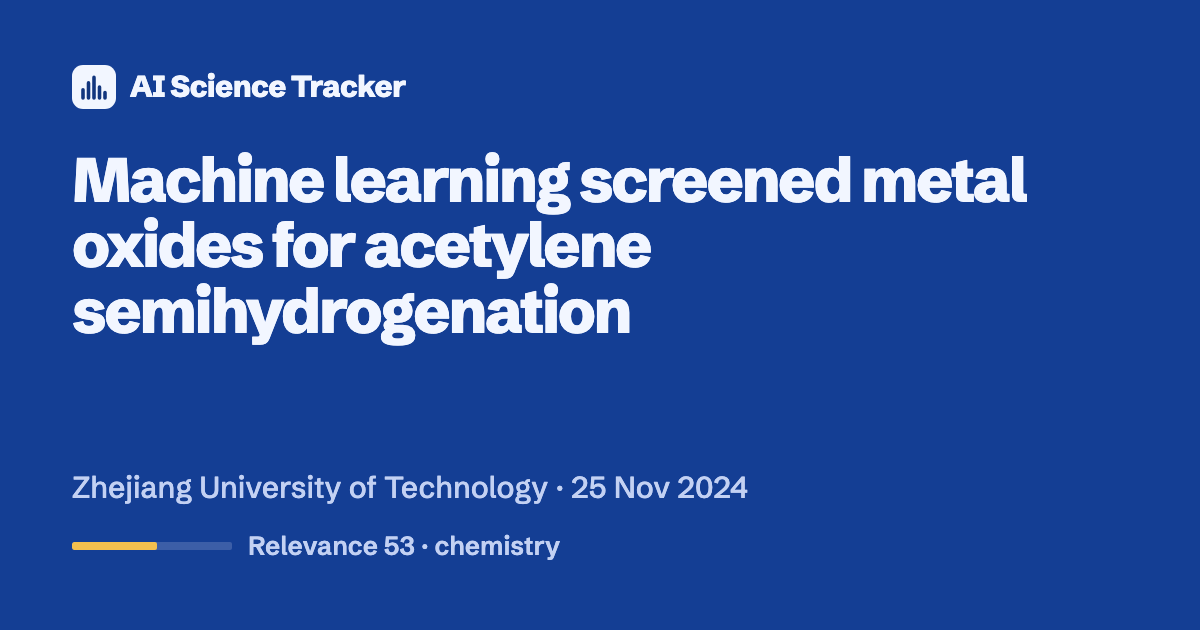 AI Science Tracker
Machine learning screened metal
oxides for acetylene
semihydrogenation
Zhejiang University of Technology · 25 Nov 2024
Relevance 53 · chemistry